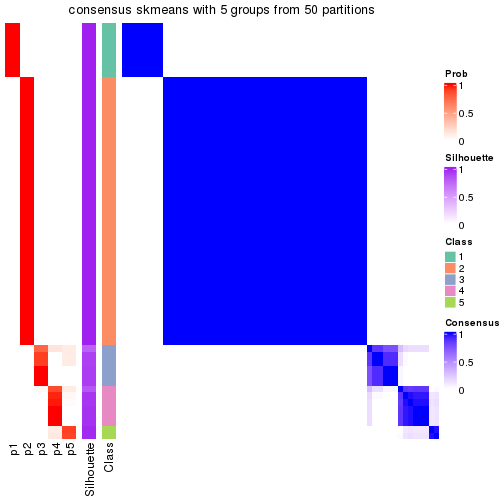 consensus skmeans with 5 groups from 50 partitions
Prob
1
0.5
0
Silhouette
1
0.5
0
Class
1
2
3
4
5
Consensus
1
0.5
0
p1
p2
p3
p4
p5
Silhouette
Class